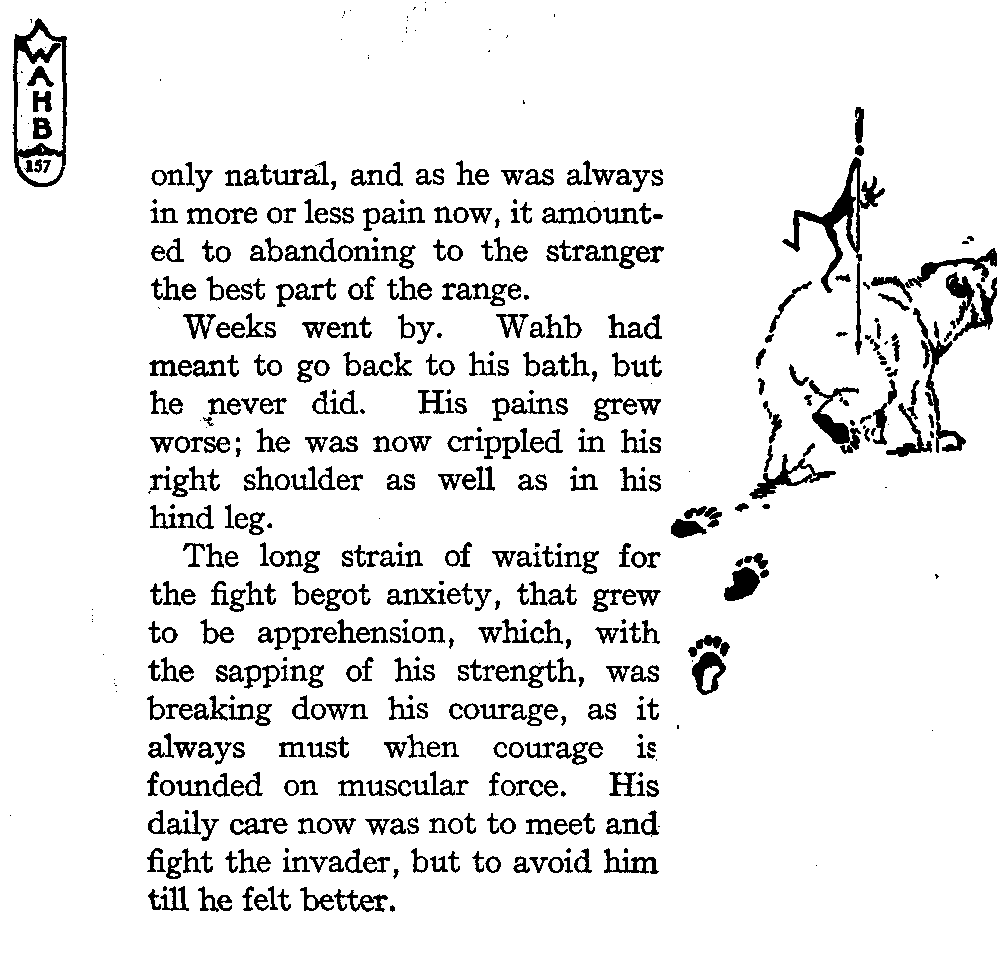 WAHB
157
only natural, and as he was always
in more or less pain now, it amount-
ed to abandoning to the stranger
the best part of the range.
Weeks went by. Wahb had
meant to go back to his bath, but
he never did. His pains grew
worse; he was now crippled in his
right shoulder as well as in his
hind leg.
The long strain of waiting for
the fight begot anxiety, that grew
to be apprehension, which, with
the sapping of his strength, was
breaking down his courage, as it
always must when courage is
founded on muscular force. His
daily care now was not to meet and
fight the invader, but to avoid him
till he felt better.